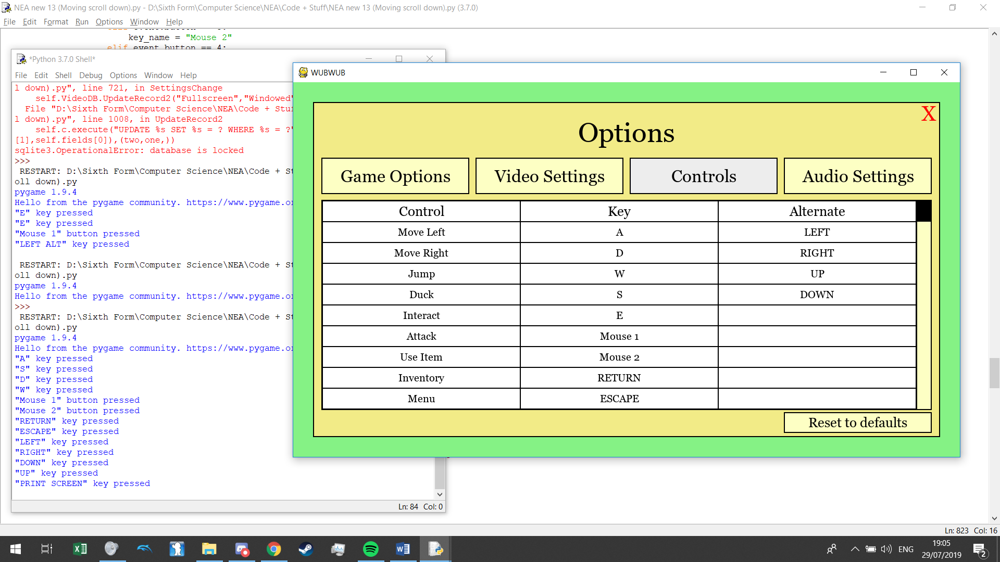 NEA new 13 (Moving scroll down).py - D:\Sixth Form\Computer Science\NEA\Code + Stuff\NEA new 13 (Moving scroll down).py (3.7.0)
File Edit Format Run Options Window Help
key_name = "Mouse 2"
elif event.button == 4:
*Python 3.7.0 Shell*
File Edit Shell Debug Options Window Help
l down).py", line 721, in SettingsChange
self.VideoDB.UpdateRecord2("Fullscreen","Windowed"
File "D:\Sixth Form\Computer Science\NEA\Code + Stu
l down).py", line 1008, in UpdateRecord2
self.c.execute("UPDATE %s SET %s = ? WHERE %s = ?"
[1],self.fields[0]),(two,one,))
sqlite3.OperationalError: database is locked
>>>
RESTART: D:\Sixth Form\Computer Science\NEA\Code + S
oll down).py
pygame 1.9.4
Hello from the pygame community. https://www.pygame.o
"E" key pressed
"E" key pressed
"Mouse 1" button pressed
"LEFT ALT" key pressed
RESTART: D:\Sixth Form\Computer Science\NEA\Code + S
oll down).py
pygame 1.9.4
Hello from the pygame community. https://www.pygame.o
>>>
RESTART: D:\Sixth Form\Computer Science\NEA\Code + S
oll down).py
pygame 1.9.4
Hello from the pygame community. https://www.pygame.o
"A" key pressed
"S" key pressed
"D" key pressed
"W" key pressed
"Mouse 1" button pressed
"Mouse 2" button pressed
"RETURN" key pressed
"ESCAPE" key pressed
"LEFT" key pressed
"RIGHT" key pressed
"DOWN" key pressed
"UP" key pressed
"PRINT SCREEN" key pressed
Ln: 84 Col: 0
WUBWUB
X
Options
Game Options Video Settings Controls Audio Settings
Control Key Alternate
Move Left A LEFT
Move Right D RIGHT
Jump W UP
Duck S DOWN
Interact E
Attack Mouse 1
Use Item Mouse 2
Inventory RETURN
Menu ESCAPE
Reset to defaults
Ln: 823 Col: 16
ENG
19:05
29/07/2019
2